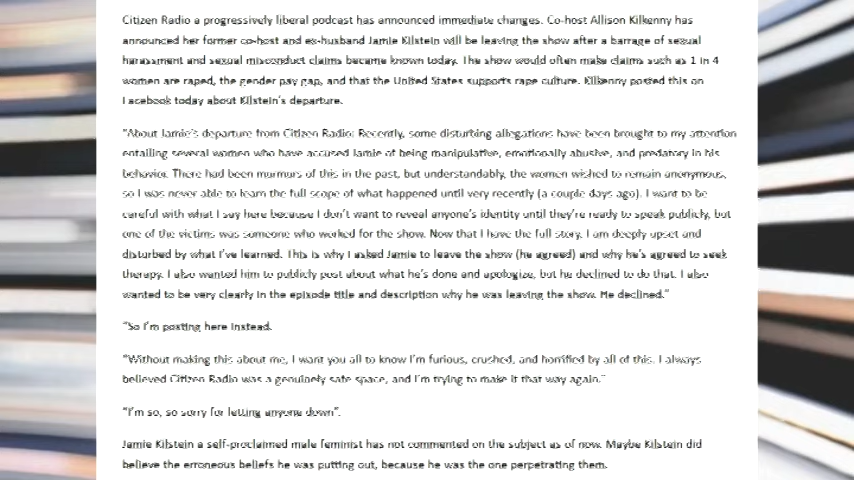 Citizen Radio a progressively liberal podcast has announced immediate changes. Co-host Allison Kilkenny has
announced her former co-host and ex-husband Jamie Kilstein will be leaving the show after a barrage of sexual
harassment and sexual misconduct claims became known today. The show would often make claims such as 1 in 4
women are raped, the gender pay gap, and that the United States supports rape culture. Kilkenny posted this on
Facebook today about Kilstein's departure.
"About Jamie's departure from Citizen Radio: Recently, some disturbing allegations have been brought to my attention
entailing several women who have accused Jamie of being manipulative, emotionally abusive, and predatory in his
behavior. There had been murmurs of this in the past, but understandably, the women wished to remain anonymous,
so I was never able to learn the full scope of what happened until very recently (a couple days ago). I want to be
careful with what I say here because I don't want to reveal anyone's identity until they're ready to speak publicly, but
one of the victims was someone who worked for the show. Now that I have the full story, I am deeply upset and
disturbed by what I've learned. This is why I asked Jamie to leave the show (he agreed) and why he's agreed to seek
therapy. I also wanted him to publicly post about what he's done and apologize, but he declined to do that. I also
wanted to be very clearly in the episode title and description why he was leaving the show. He declined."
"So I'm posting here instead.
"Without making this about me, I want you all to know I'm furious, crushed, and horrified by all of this. I always
believed Citizen Radio was a genuinely safe space, and I'm trying to make it that way again."
"I'm so, so sorry for letting anyone down".
Jamie Kilstein a self-proclaimed male feminist has not commented on the subject as of now. Maybe Kilstein did
believe the erroneous beliefs he was putting out, because he was the one perpetrating them.